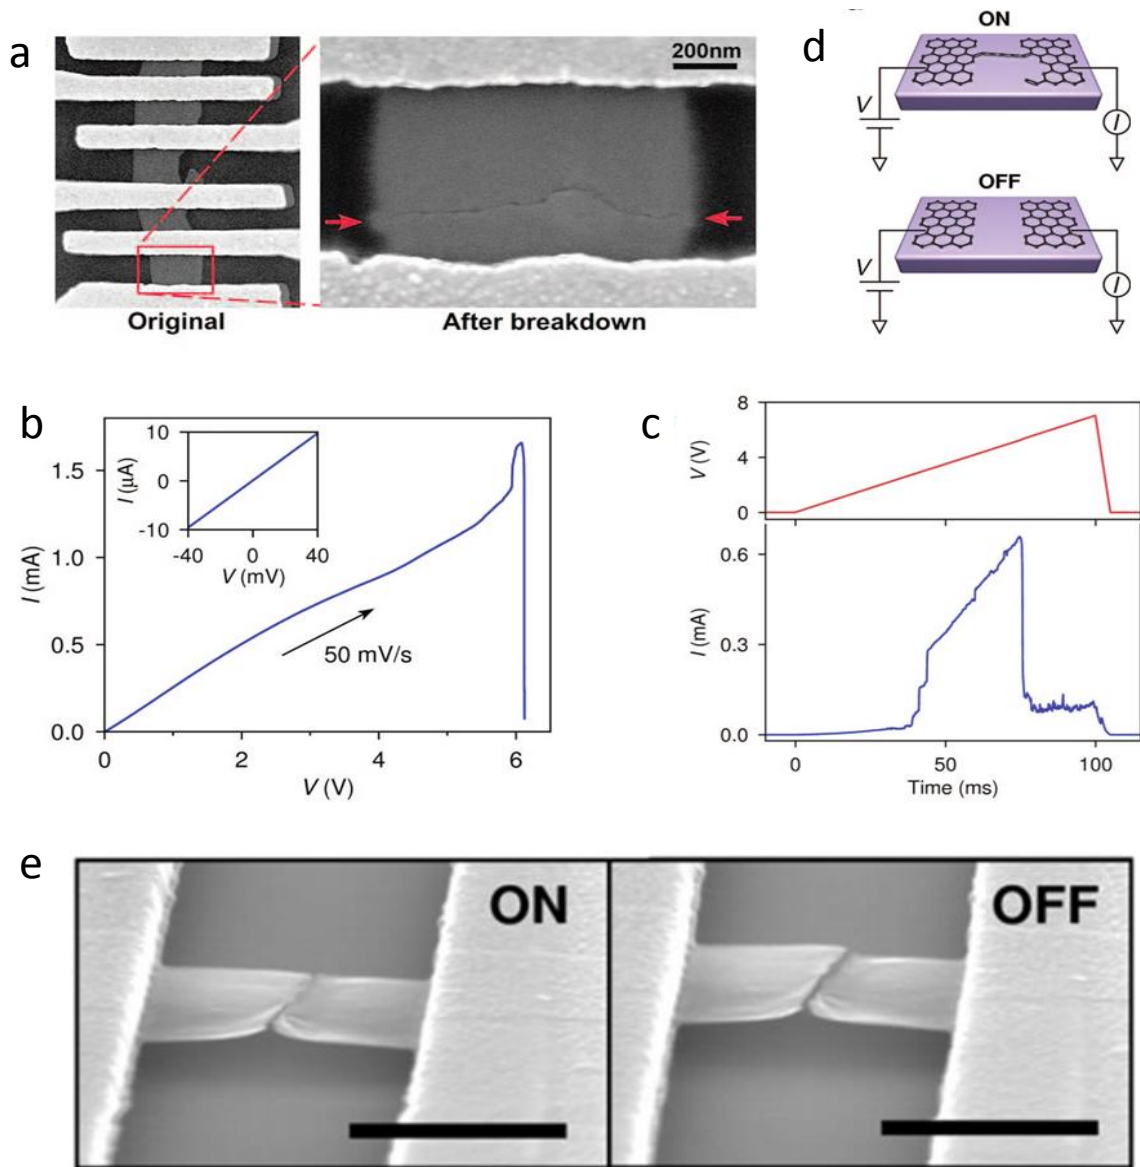 a
200nm
Original
After breakdown
d
ON
V
I
OFF
V
I
b
I (mA)
1.5
1.0
0.5
0.0
0
2
4
6
V (V)
50 mV/s
I (μA)
10
0
-10
-40
0
40
V (mV)
c
V (V)
8
4
0
I (mA)
0.6
0.3
0.0
0
50
100
Time (ms)
e
ON
OFF